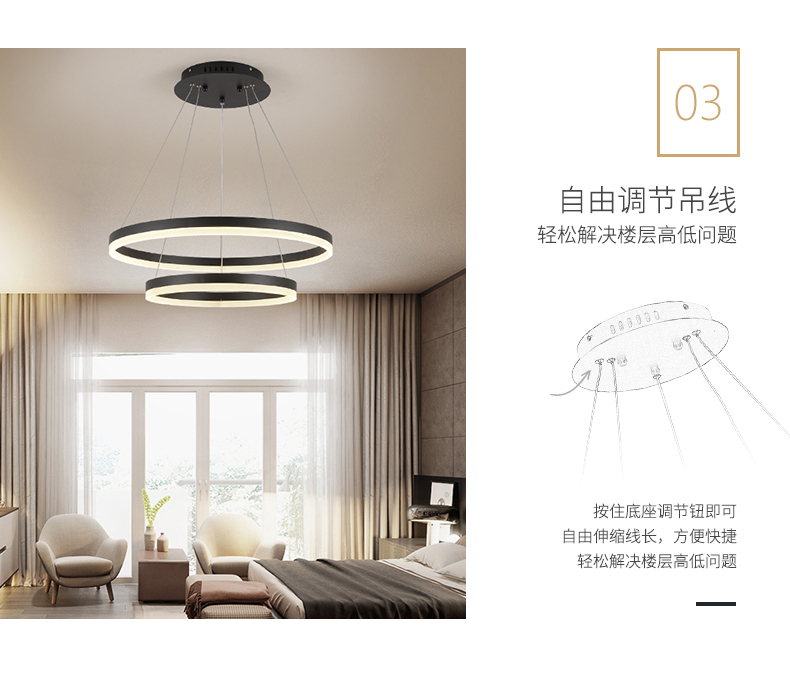 03
自由调节吊线
轻松解决楼层高低问题
按住底座调节钮即可
自由伸缩线长，方便快捷
轻松解决楼层高低问题